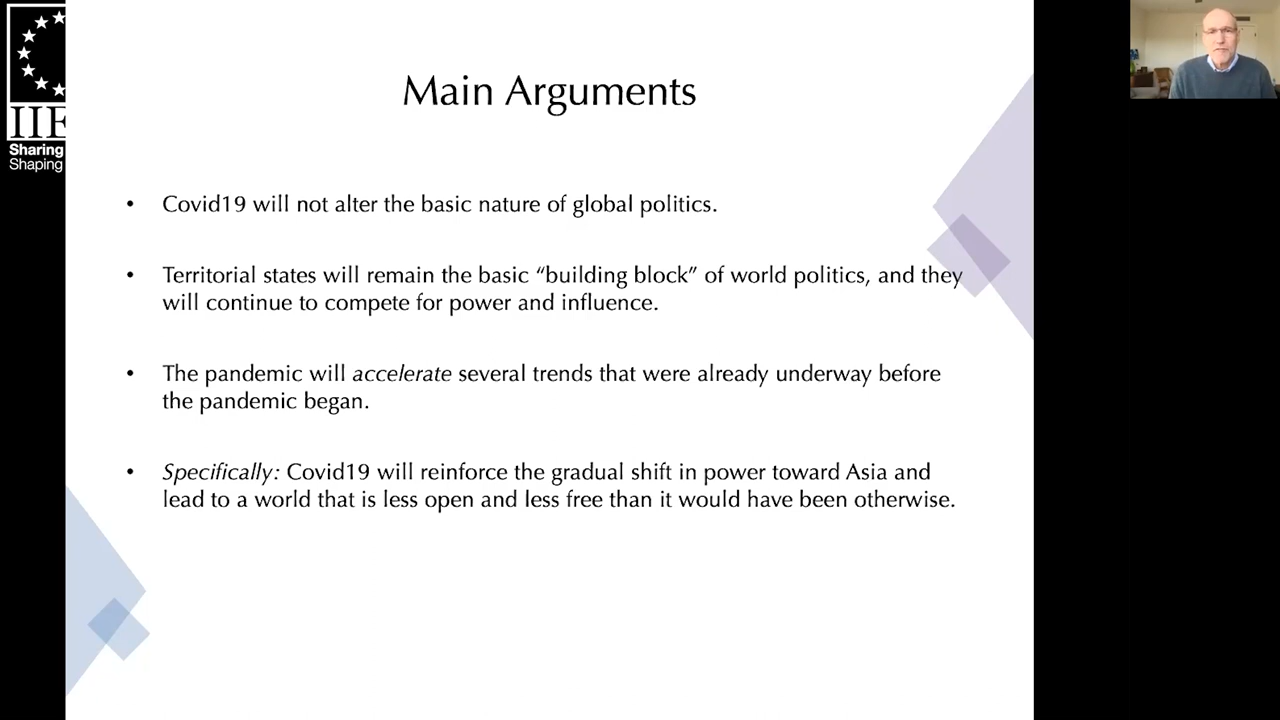 IIE
Sharing
Shaping
Main Arguments
• Covid19 will not alter the basic nature of global politics.
• Territorial states will remain the basic “building block” of world politics, and they
will continue to compete for power and influence.
• The pandemic will accelerate several trends that were already underway before
the pandemic began.
• Specifically: Covid19 will reinforce the gradual shift in power toward Asia and
lead to a world that is less open and less free than it would have been otherwise.